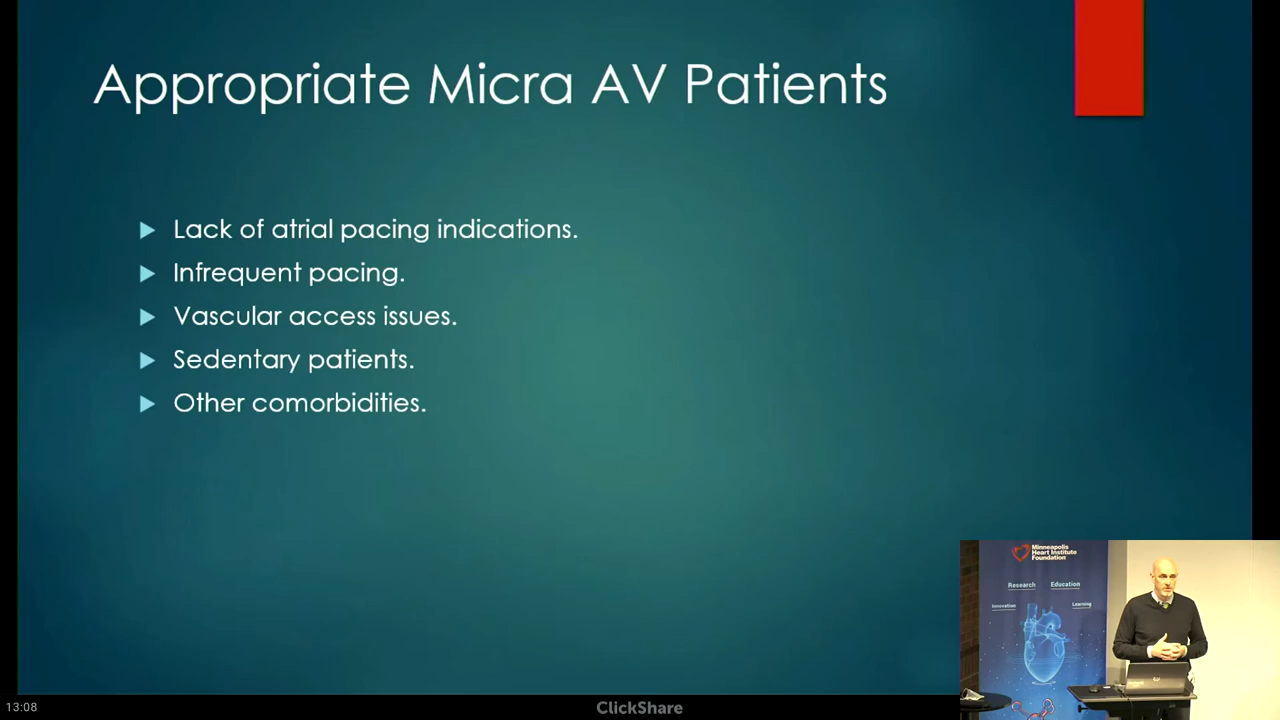 Appropriate Micra AV Patients
Lack of atrial pacing indications.
Infrequent pacing.
Vascular access issues.
Sedentary patients.
Other comorbidities.
Minneapolis
Heart Institute
Foundation
Research Education
Innovation Learning
13:08
ClickShare